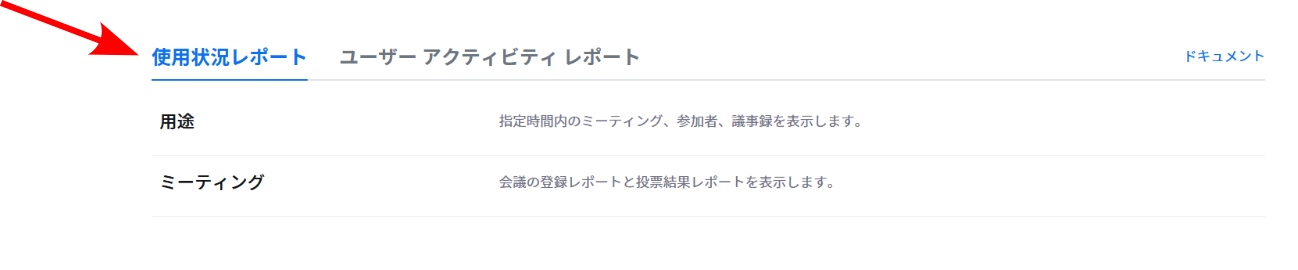 使用状況レポート ユーザー アクティビティ レポート ドキュメント
用途 指定時間内のミーティング、参加者、議事録を表示します。
ミーティング 会議の登録レポートと投票結果レポートを表示します。